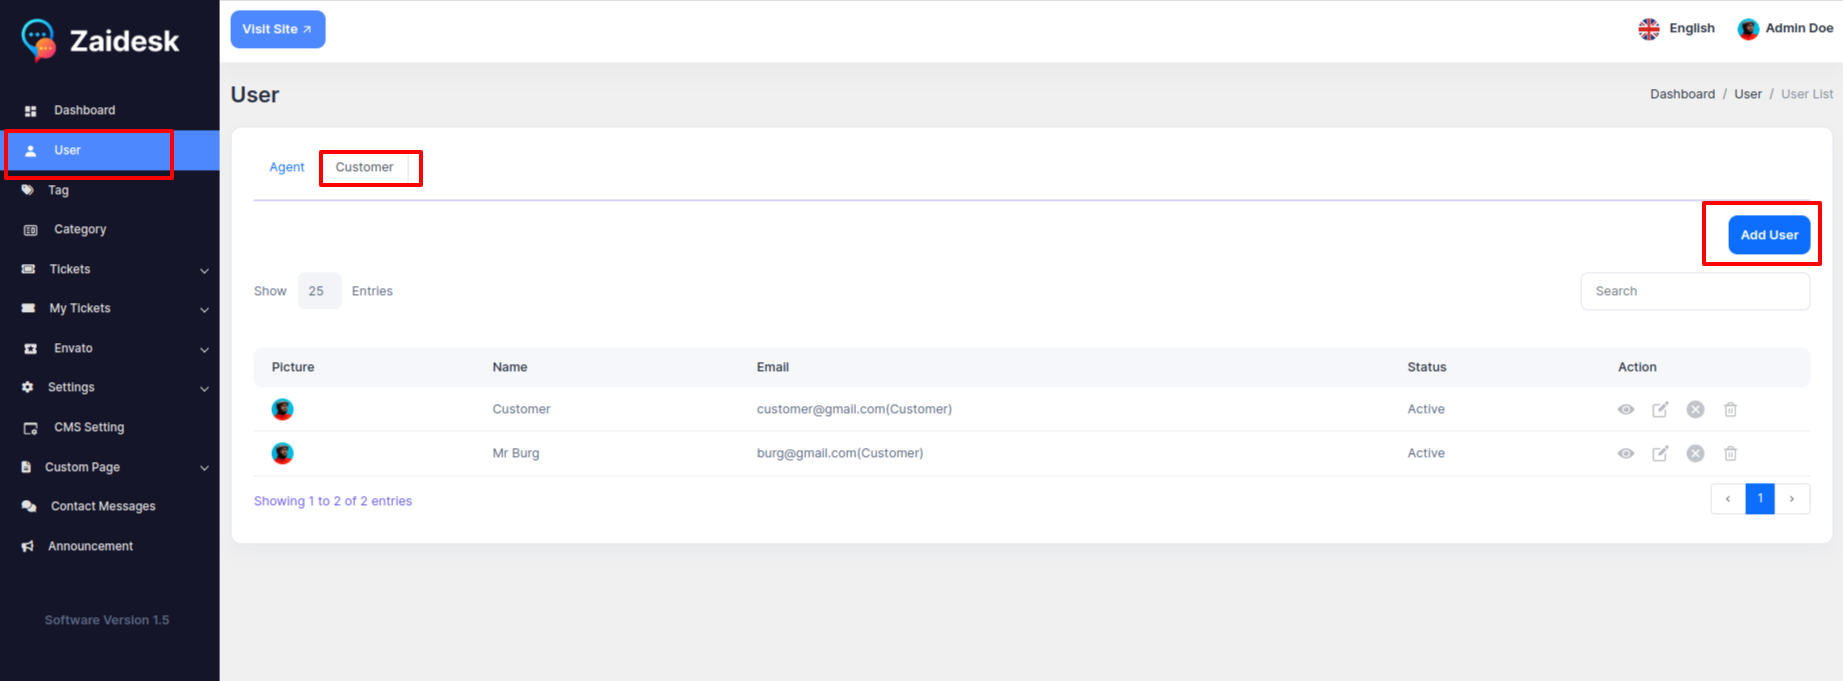 Zaidesk
Visit Site
English
Admin Doe
Dashboard
User
Tag
Category
Tickets
My Tickets
Envato
Settings
CMS Setting
Custom Page
Contact Messages
Announcement
Software Version 1.5
User
Dashboard / User / User List
Agent Customer
Add User
Show 25 Entries
Search
Picture Name Email Status Action
Customer customer@gmail.com(Customer) Active
Mr Burg burg@gmail.com(Customer) Active
Showing 1 to 2 of 2 entries
‹ 1 ›